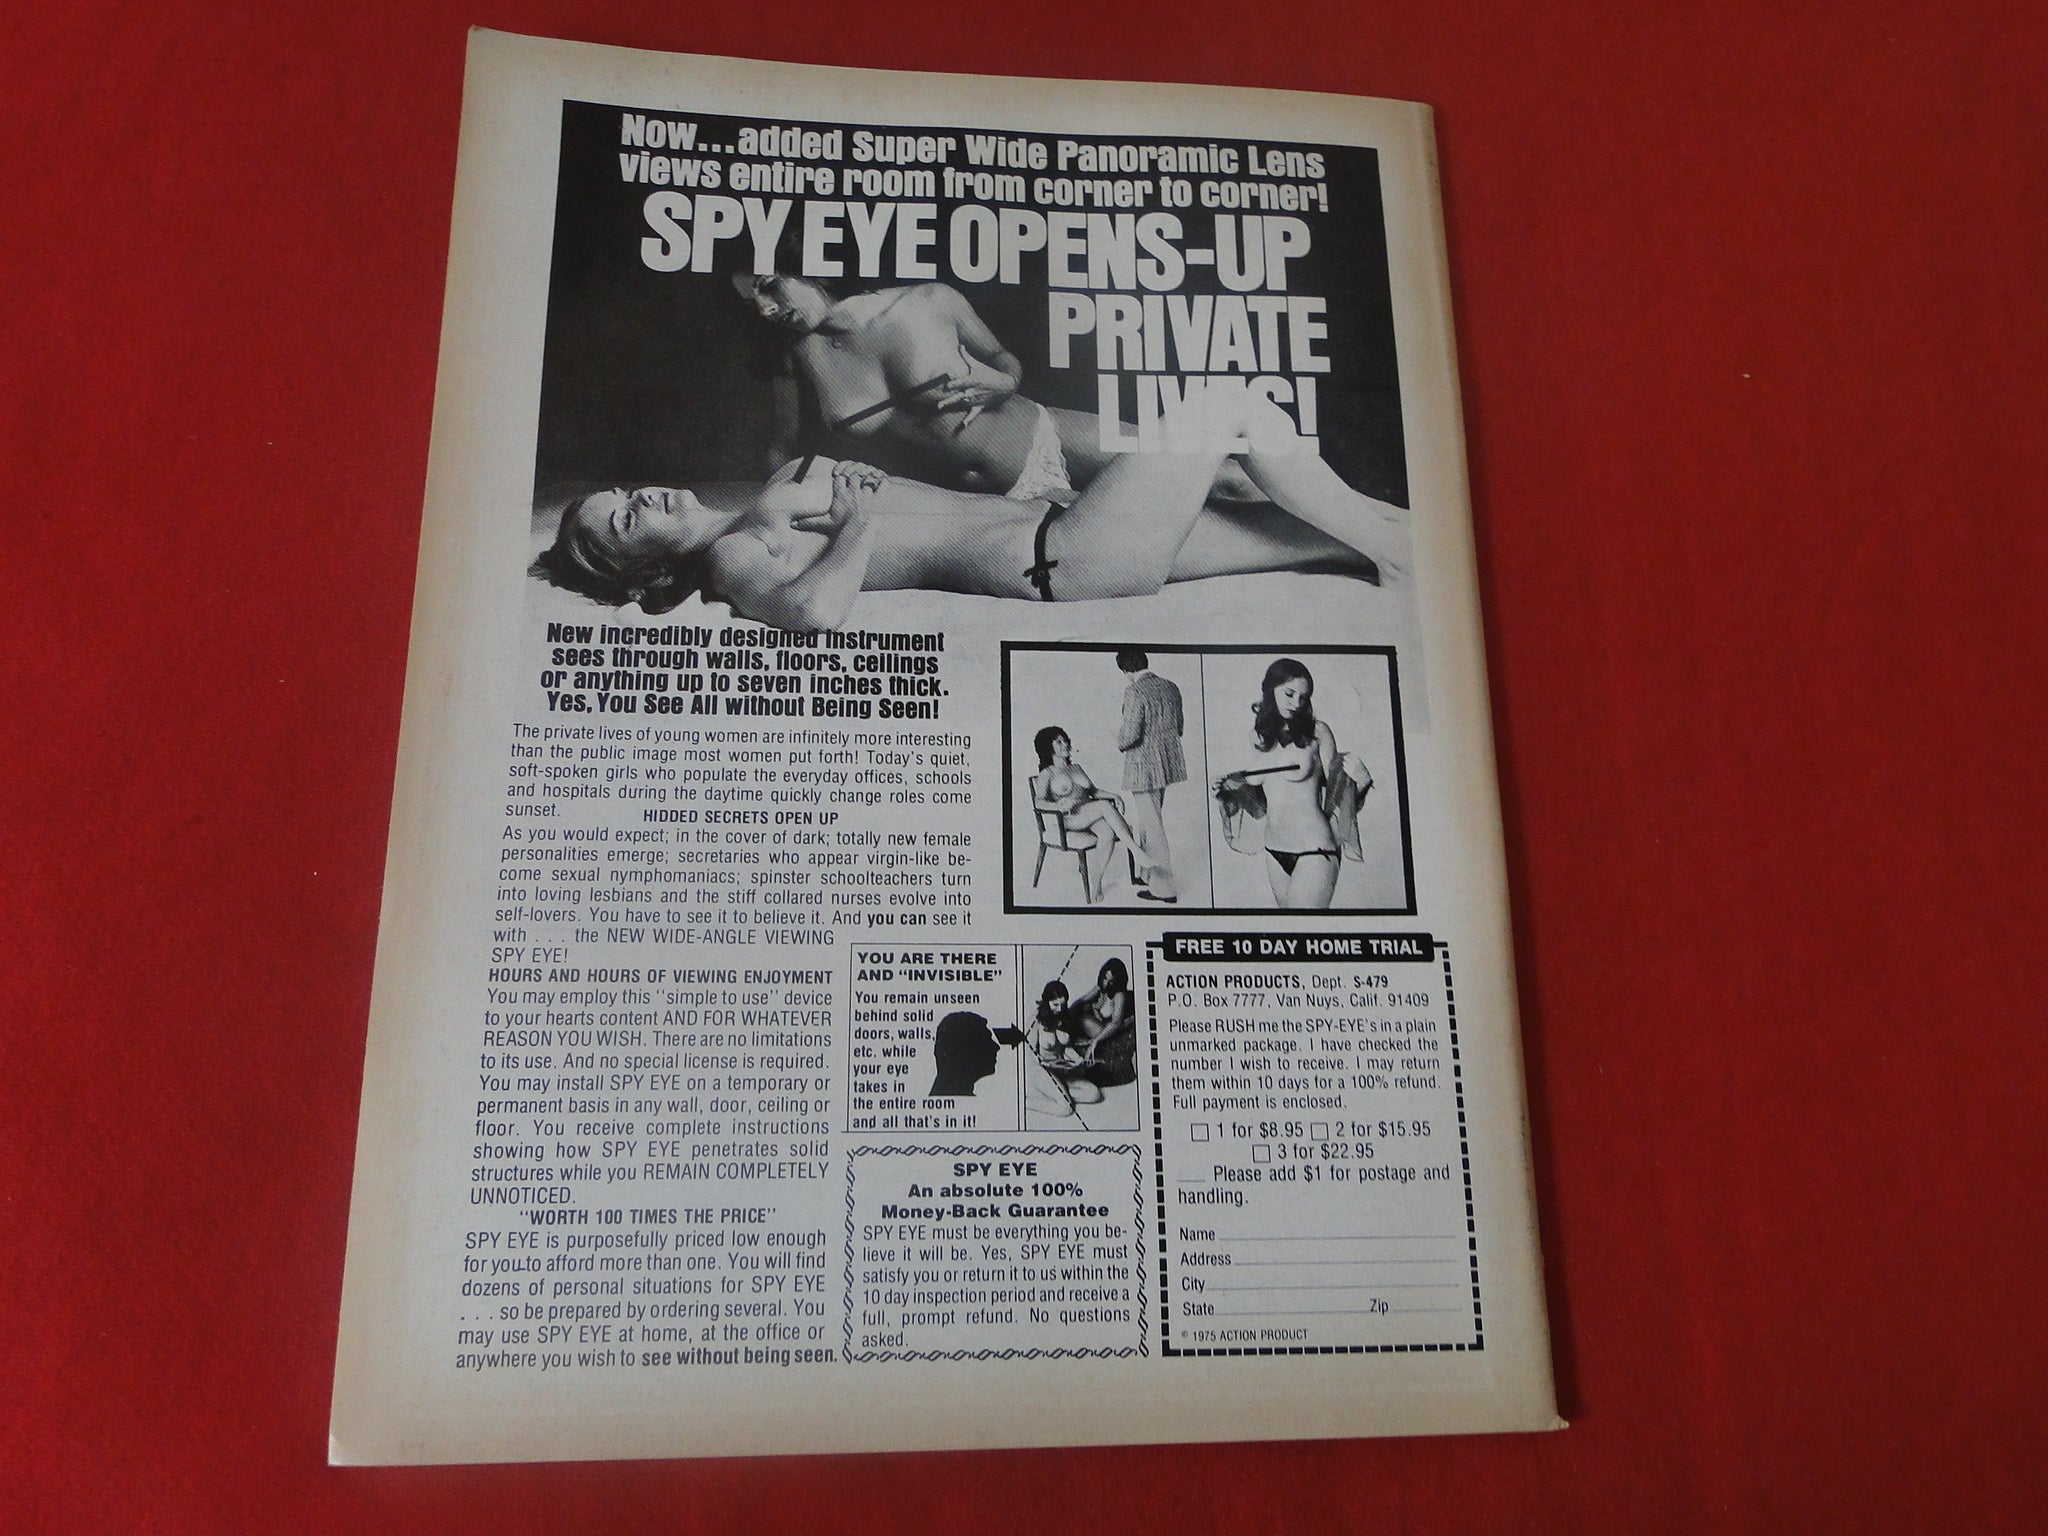 Now...added Super Wide Panoramic Lens
views entire room from corner to corner!
SPY EYE OPENS-UP
PRIVATE
LIVES!
New incredibly designed instrument
sees through walls, floors, ceilings
or anything up to seven inches thick.
Yes, You See All without Being Seen!
The private lives of young women are infinitely more interesting
than the public image most women put forth! Today's quiet,
soft-spoken girls who populate the everyday offices, schools
and hospitals during the daytime quickly change roles come
sunset.
HIDDED SECRETS OPEN UP
As you would expect; in the cover of dark; totally new female
personalities emerge; secretaries who appear virgin-like be-
come sexual nymphomaniacs; spinster schoolteachers turn
into loving lesbians and the stiff collared nurses evolve into
self-lovers. You have to see it to believe it. And you can see it
with . . . the NEW WIDE-ANGLE VIEWING
SPY EYE!
HOURS AND HOURS OF VIEWING ENJOYMENT
You may employ this "simple to use" device
to your hearts content AND FOR WHATEVER
REASON YOU WISH. There are no limitations
to its use. And no special license is required.
You may install SPY EYE on a temporary or
permanent basis in any wall, door, ceiling or
floor. You receive complete instructions
showing how SPY EYE penetrates solid
structures while you REMAIN COMPLETELY
UNNOTICED.
"WORTH 100 TIMES THE PRICE"
SPY EYE is purposefully priced low enough
for you to afford more than one. You will find
dozens of personal situations for SPY EYE
. . . so be prepared by ordering several. You
may use SPY EYE at home, at the office or
anywhere you wish to see without being seen.
YOU ARE THERE
AND "INVISIBLE"
You remain unseen
behind solid
doors, walls,
etc. while
your eye
takes in
the entire room
and all that's in it!
SPY EYE
An absolute 100%
Money-Back Guarantee
SPY EYE must be everything you be-
lieve it will be. Yes, SPY EYE must
satisfy you or return it to us within the
10 day inspection period and receive a
full, prompt refund. No questions
asked.
FREE 10 DAY HOME TRIAL
ACTION PRODUCTS, Dept. S-479
P.O. Box 7777, Van Nuys, Calif. 91409
Please RUSH me the SPY-EYE's in a plain
unmarked package. I have checked the
number I wish to receive. I may return
them within 10 days for a 100% refund.
Full payment is enclosed.
1 for $8.95 2 for $15.95
3 for $22.95
Please add $1 for postage and
handling.
Name
Address
City
State Zip
© 1975 ACTION PRODUCT